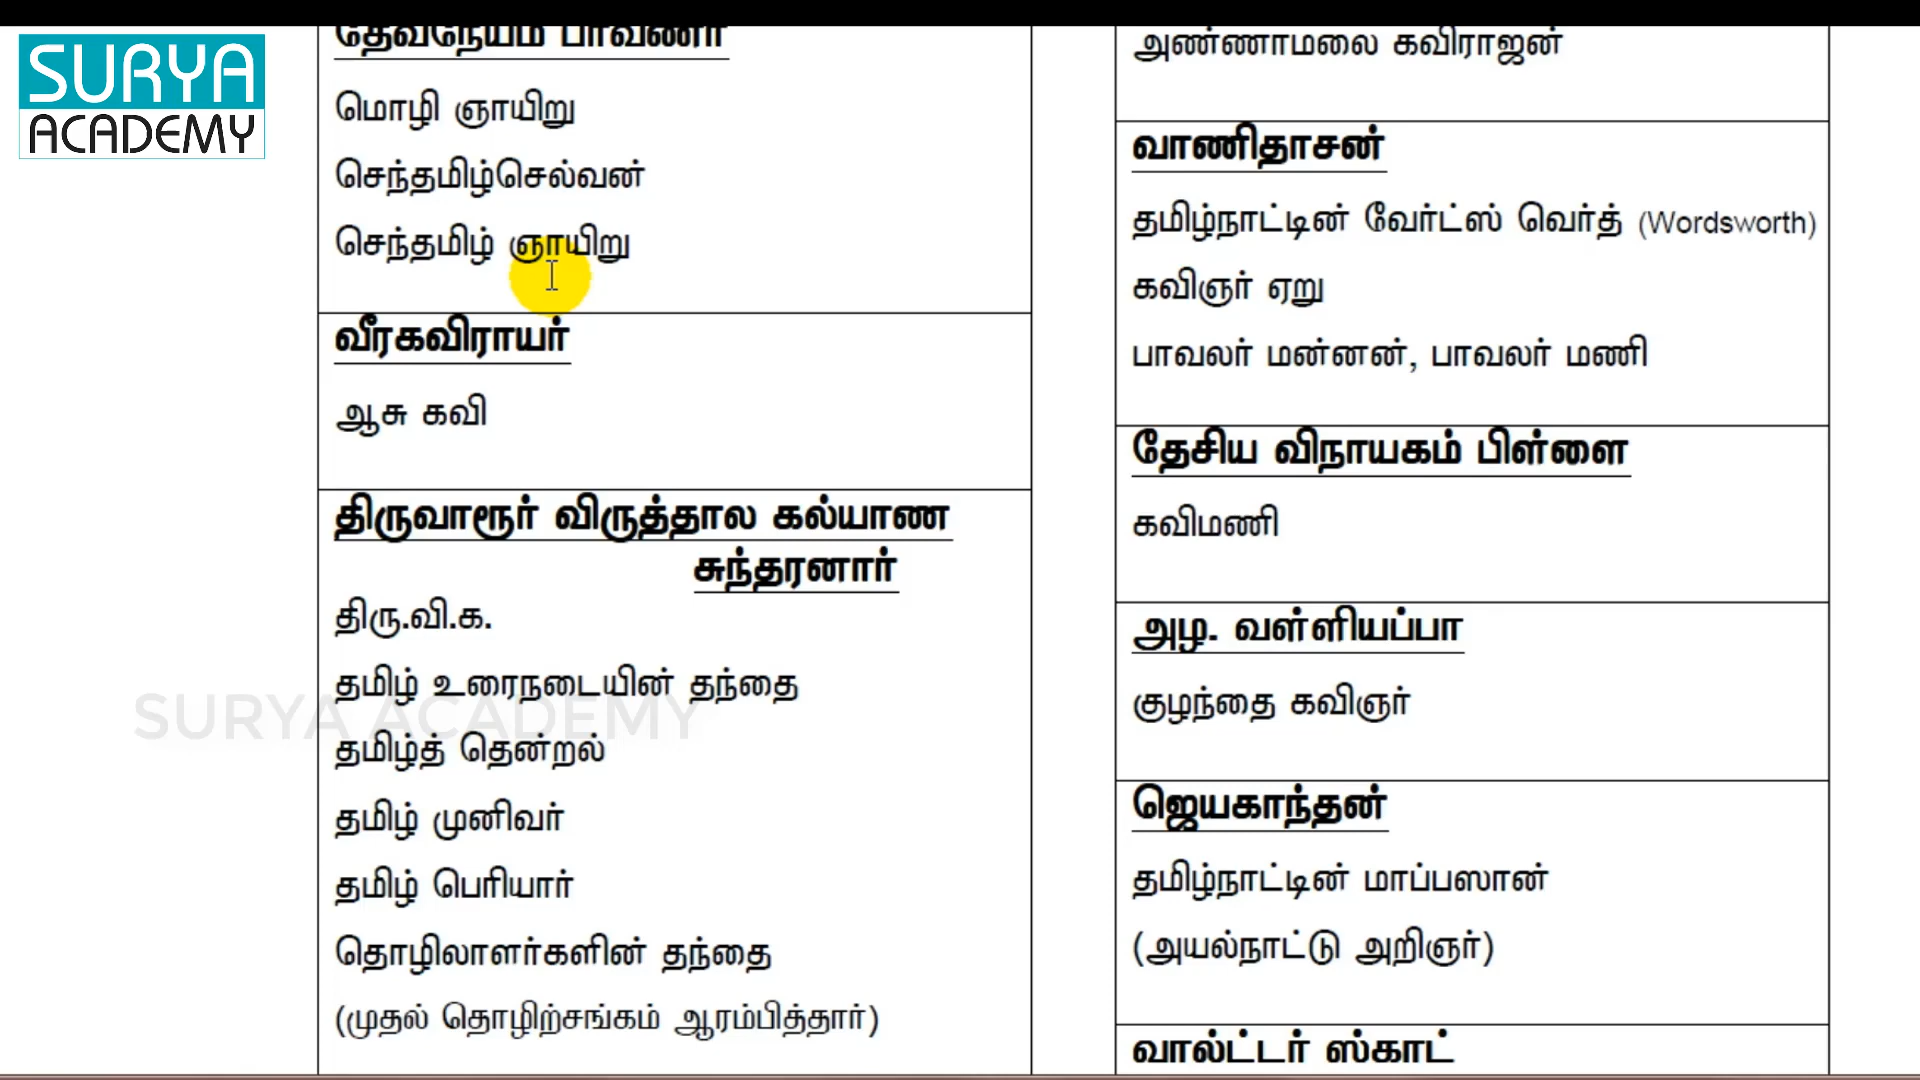 SURYA
ACADEMY
தேவநேயம் பாவணர்
மொழி ஞாயிறு
செந்தமிழ்செல்வன்
செந்தமிழ் ஞாயிறு
வீரகவிராயர்
ஆசு கவி
திருவாரூர் விருத்தால கல்யாண
சுந்தரனார்
திரு.வி.க.
தமிழ் உரைநடையின் தந்தை
தமிழ்த் தென்றல்
தமிழ் முனிவர்
தமிழ் பெரியார்
தொழிலாளர்களின் தந்தை
(முதல் தொழிற்சங்கம் ஆரம்பித்தார்)
அண்ணாமலை கவிராஜன்
வாணிதாசன்
தமிழ்நாட்டின் வேர்ட்ஸ் வெர்த் (Wordsworth)
கவிஞர் ஏறு
பாவலர் மன்னன், பாவலர் மணி
தேசிய விநாயகம் பிள்ளை
கவிமணி
அழ. வள்ளியப்பா
குழந்தை கவிஞர்
ஜெயகாந்தன்
தமிழ்நாட்டின் மாப்பஸான்
(அயல்நாட்டு அறிஞர்)
வால்ட்டர் ஸ்காட்
SURYA ACADEMY